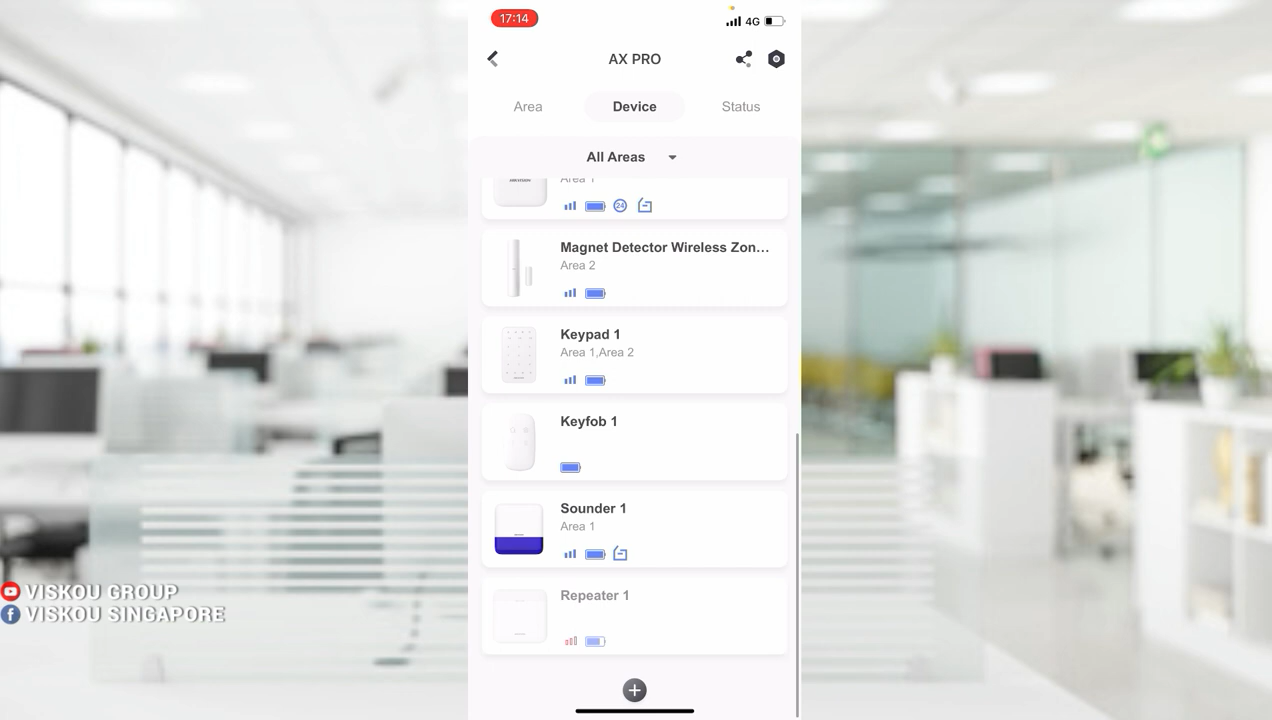 17:14
4G
AX PRO
Area
Device
Status
All Areas
Area 1
24
Magnet Detector Wireless Zon...
Area 2
Keypad 1
Area 1,Area 2
Keyfob 1
Sounder 1
Area 1
Repeater 1
VISKOU GROUP
VISKOU SINGAPORE